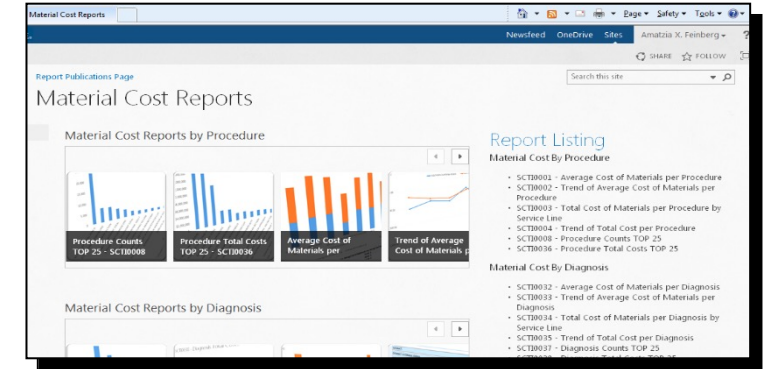 Material Cost Reports
Page Safety Tools
Newsfeed OneDrive Sites Amatzia X. Feinberg ?
SHARE FOLLOW
Report Publications Page
Search this site
Material Cost Reports
Material Cost Reports by Procedure
Procedure Counts
TOP 25 - SCTI0008
Procedure Total Costs
TOP 25 - SCTI0036
Average Cost of
Materials per
Trend of Average
Cost of Materials p
Material Cost Reports by Diagnosis
Report Listing
Material Cost By Procedure
• SCTI0001 - Average Cost of Materials per Procedure
• SCTI0002 - Trend of Average Cost of Materials per
Procedure
• SCTI0003 - Total Cost of Materials per Procedure by
Service Line
• SCTI0004 - Trend of Total Cost per Procedure
• SCTI0008 - Procedure Counts TOP 25
• SCTI0036 - Procedure Total Costs TOP 25
Material Cost By Diagnosis
• SCTI0032 - Average Cost of Materials per Diagnosis
• SCTI0033 - Trend of Average Cost of Materials per
Diagnosis
• SCTI0034 - Total Cost of Materials per Diagnosis by
Service Line
• SCTI0035 - Trend of Total Cost per Diagnosis
• SCTI0037 - Diagnosis Counts TOP 25